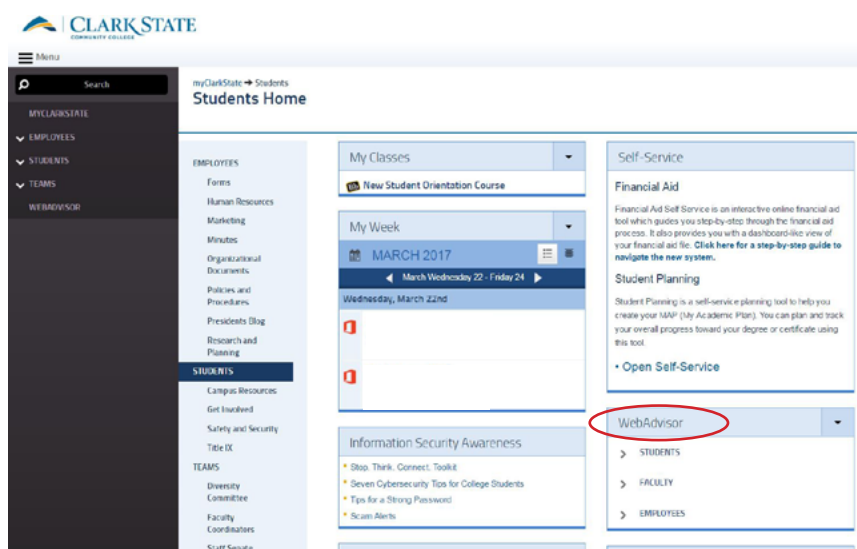 CLARK STATE
COMMUNITY COLLEGE
Menu
Search
MYCLARKSTATE
EMPLOYEES
STUDENTS
TEAMS
WEBADVISOR
myClarkState → Students
Students Home
EMPLOYEES
Forms
Human Resources
Marketing
Minutes
Organizational
Documents
Policies and
Procedures
Presidents Blog
Research and
Planning
STUDENTS
Campus Resources
Get Involved
Safety and Security
Title IX
TEAMS
Diversity
Committee
Faculty
Coordinators
Staff Senate
My Classes
New Student Orientation Course
My Week
MARCH 2017
March Wednesday 22 - Friday 24
Wednesday, March 22nd
Information Security Awareness
Stop. Think. Connect. Toolkit
Seven Cybersecurity Tips for College Students
Tips for a Strong Password
Scam Alerts
Self-Service
Financial Aid
Financial Aid Self Service is an interactive online financial aid
tool which guides you step-by-step through the financial aid
process. It also provides you with a dashboard-like view of
your financial aid file. Click here for a step-by-step guide to
navigate the new system.
Student Planning
Student Planning is a self-service planning tool to help you
create your MAP (My Academic Plan). You can plan and track
your overall progress toward your degree or certificate using
this tool.
• Open Self-Service
WebAdvisor
STUDENTS
FACULTY
EMPLOYEES